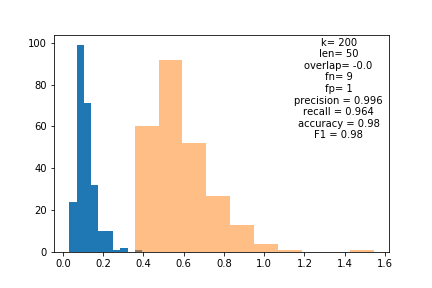 k= 200
len= 50
overlap= -0.0
fn= 9
fp= 1
precision = 0.996
recall = 0.964
accuracy = 0.98
F1 = 0.98
100
80
60
40
20
0
0.0 0.2 0.4 0.6 0.8 1.0 1.2 1.4 1.6